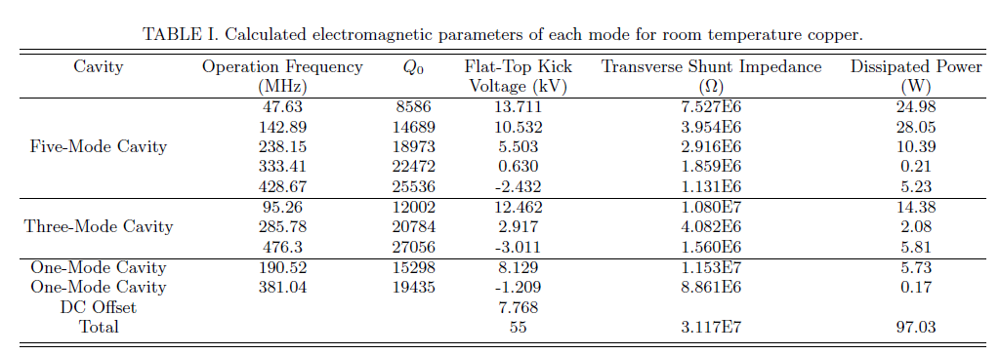 TABLE I. Calculated electromagnetic parameters of each mode for room temperature copper.
Cavity Operation Frequency Q0 Flat-Top Kick Transverse Shunt Impedance Dissipated Power
(MHz) Voltage (kV) (Ω) (W)
47.63 8586 13.711 7.527E6 24.98
142.89 14689 10.532 3.954E6 28.05
Five-Mode Cavity 238.15 18973 5.503 2.916E6 10.39
333.41 22472 0.630 1.859E6 0.21
428.67 25536 -2.432 1.131E6 5.23
95.26 12002 12.462 1.080E7 14.38
Three-Mode Cavity 285.78 20784 2.917 4.082E6 2.08
476.3 27056 -3.011 1.560E6 5.81
One-Mode Cavity 190.52 15298 8.129 1.153E7 5.73
One-Mode Cavity 381.04 19435 -1.209 8.861E6 0.17
DC Offset 7.768
Total 55 3.117E7 97.03